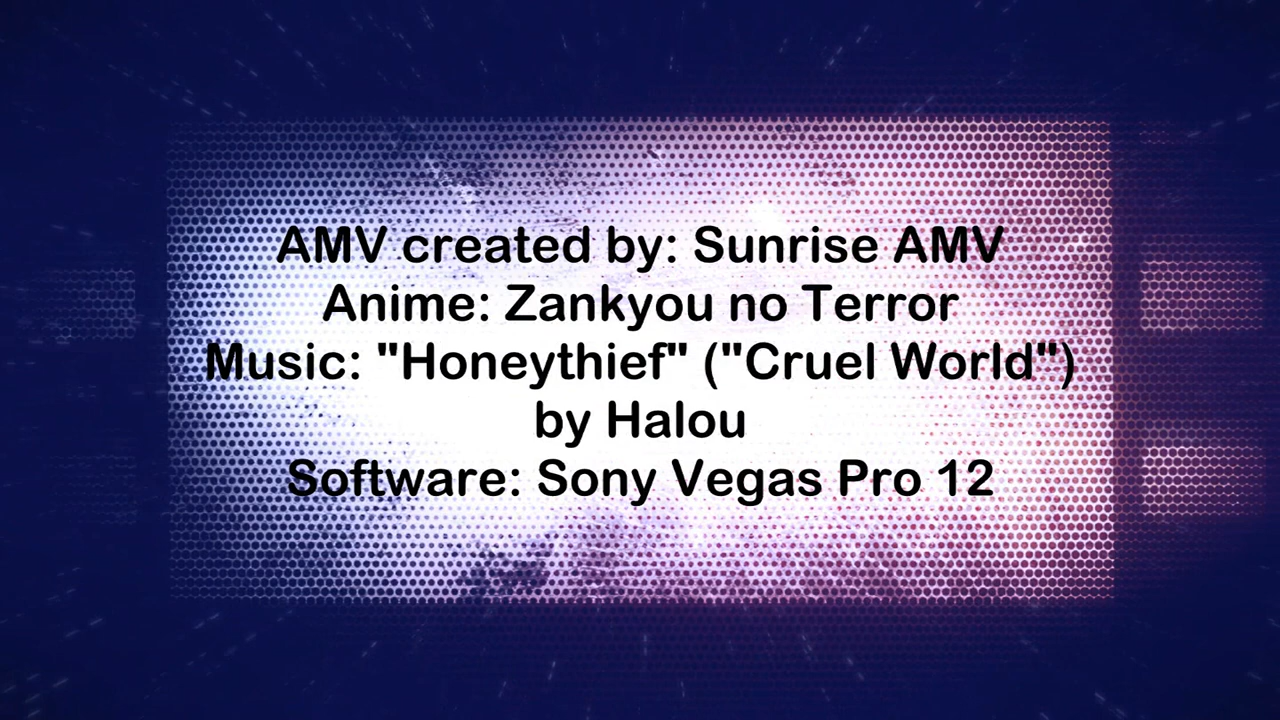 AMV created by: Sunrise AMV
Anime: Zankyou no Terror
Music: "Honeythief" ("Cruel World")
by Halou
Software: Sony Vegas Pro 12